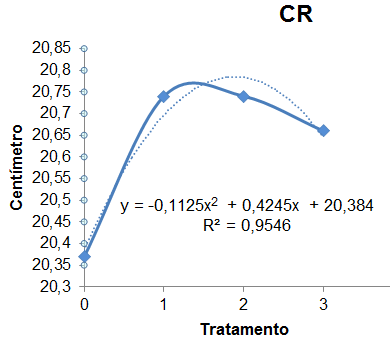 CR
Centímetro
20,85
20,8
20,75
20,7
20,65
20,6
20,55
20,5
20,45
20,4
20,35
20,3
y = -0,1125x² + 0,4245x + 20,384
R² = 0,9546
0 1 2 3
Tratamento